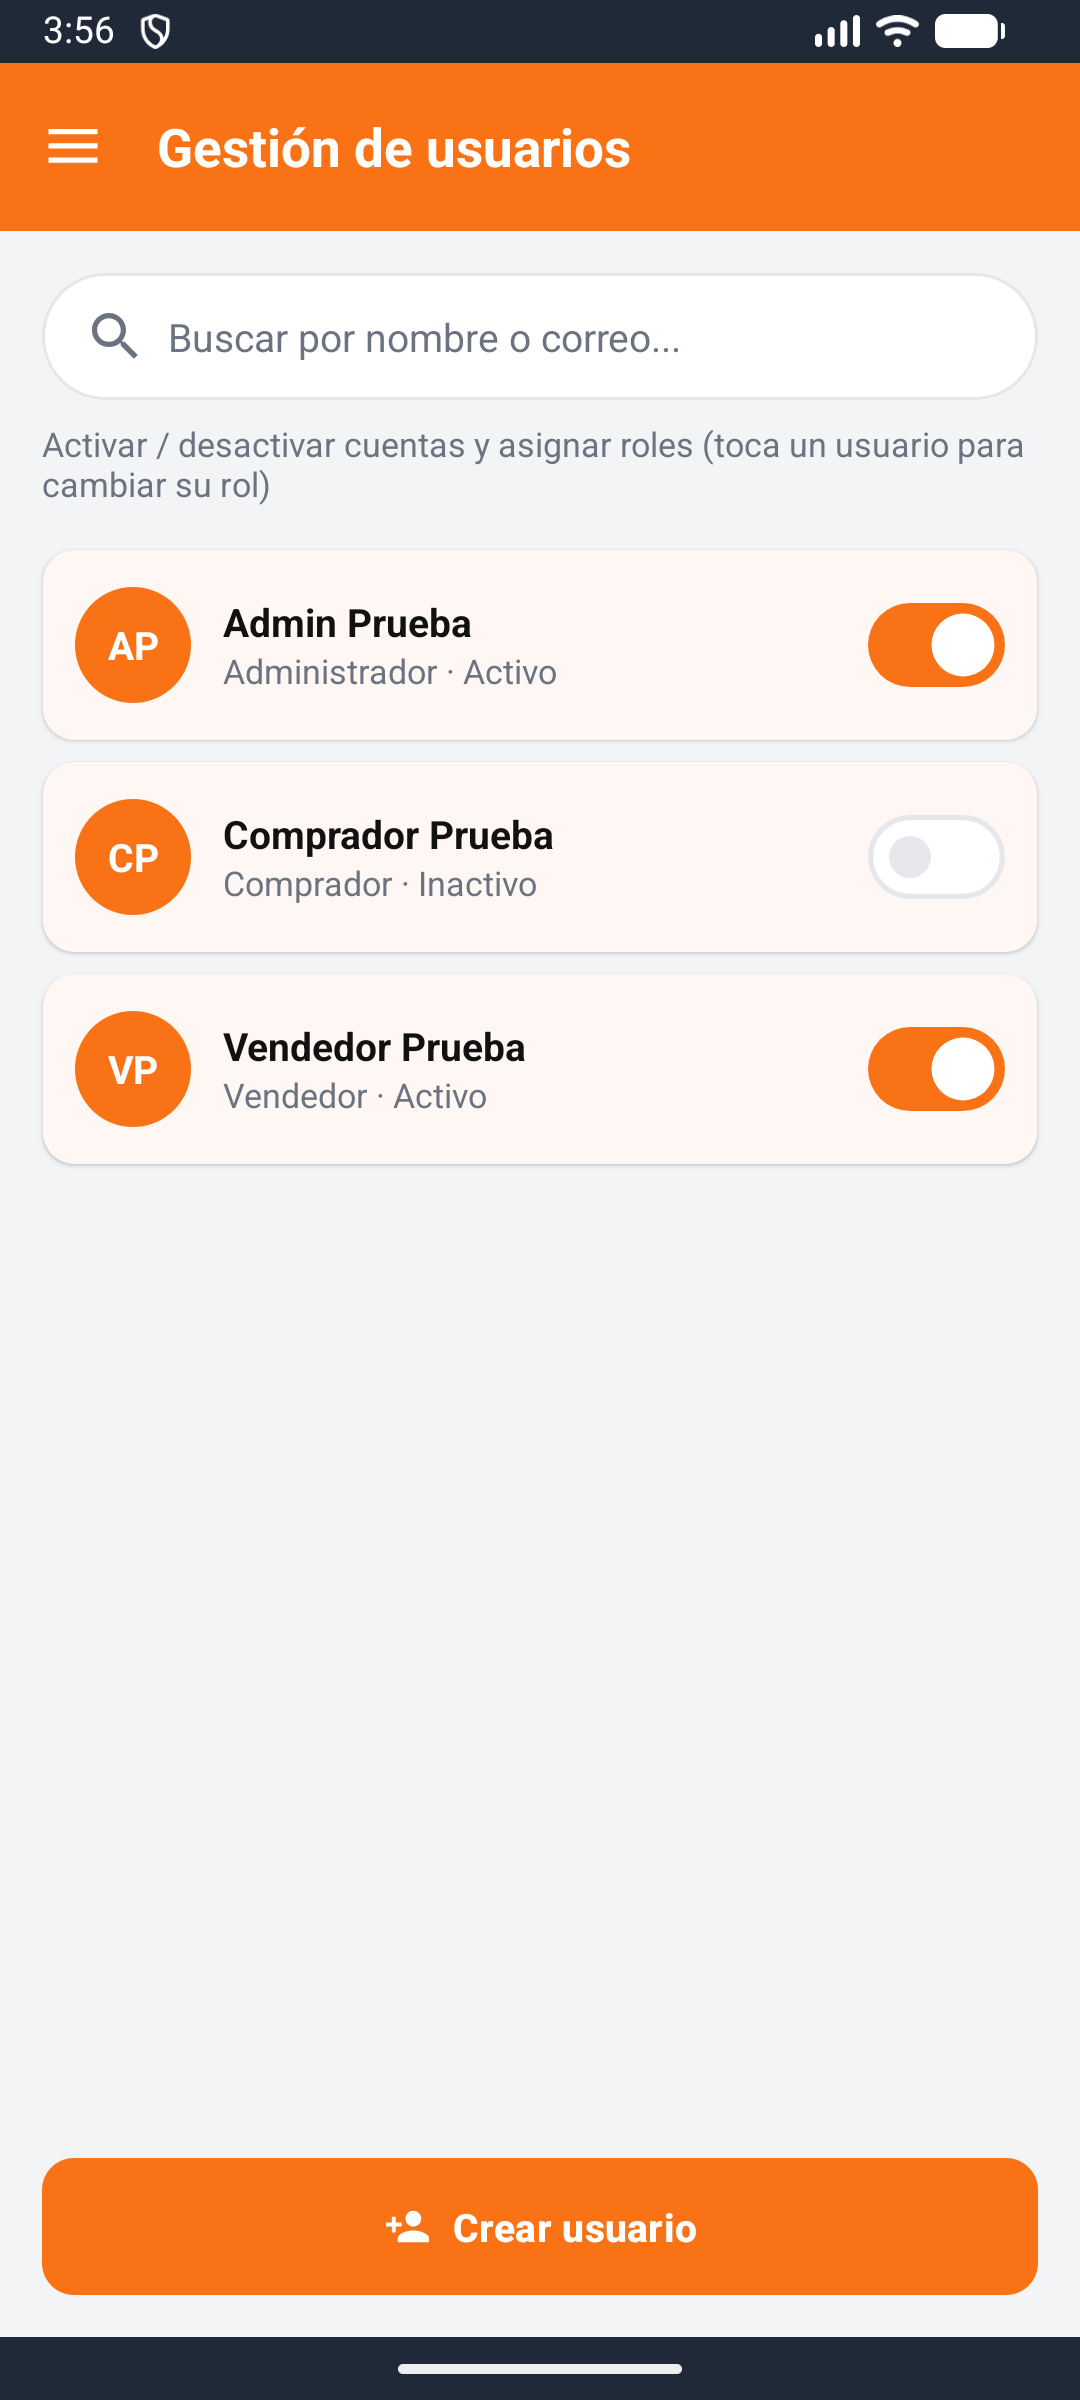 3:56
Gestión de usuarios
Buscar por nombre o correo...
Activar / desactivar cuentas y asignar roles (toca un usuario para
cambiar su rol)
AP
Admin Prueba
Administrador · Activo
CP
Comprador Prueba
Comprador · Inactivo
VP
Vendedor Prueba
Vendedor · Activo
Crear usuario